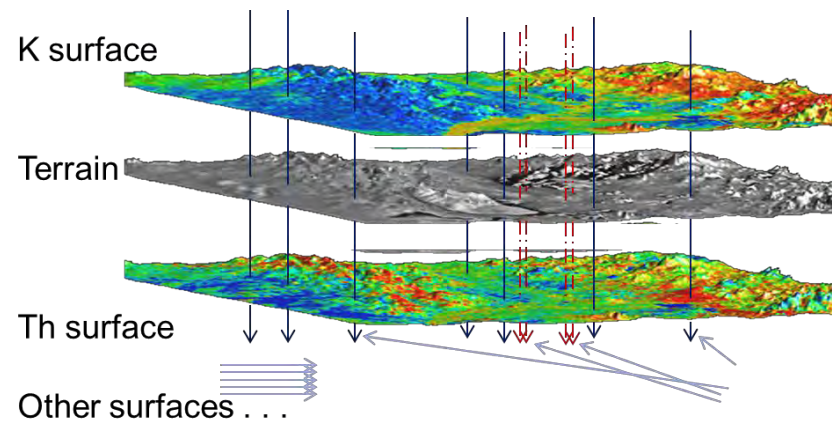 K surface
Terrain
Th surface
Other surfaces . . .